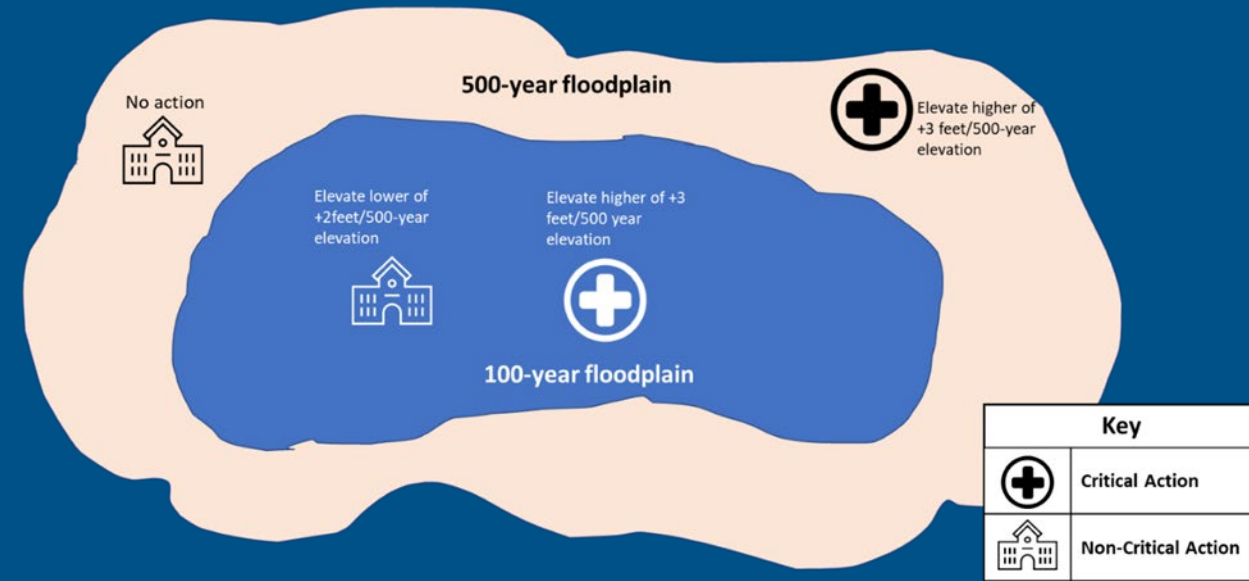 500-year floodplain
No action
Elevate higher of
+3 feet/500-year
elevation
Elevate lower of
+2feet/500-year
elevation
Elevate higher of +3
feet/500 year
elevation
100-year floodplain
Key
Critical Action
Non-Critical Action